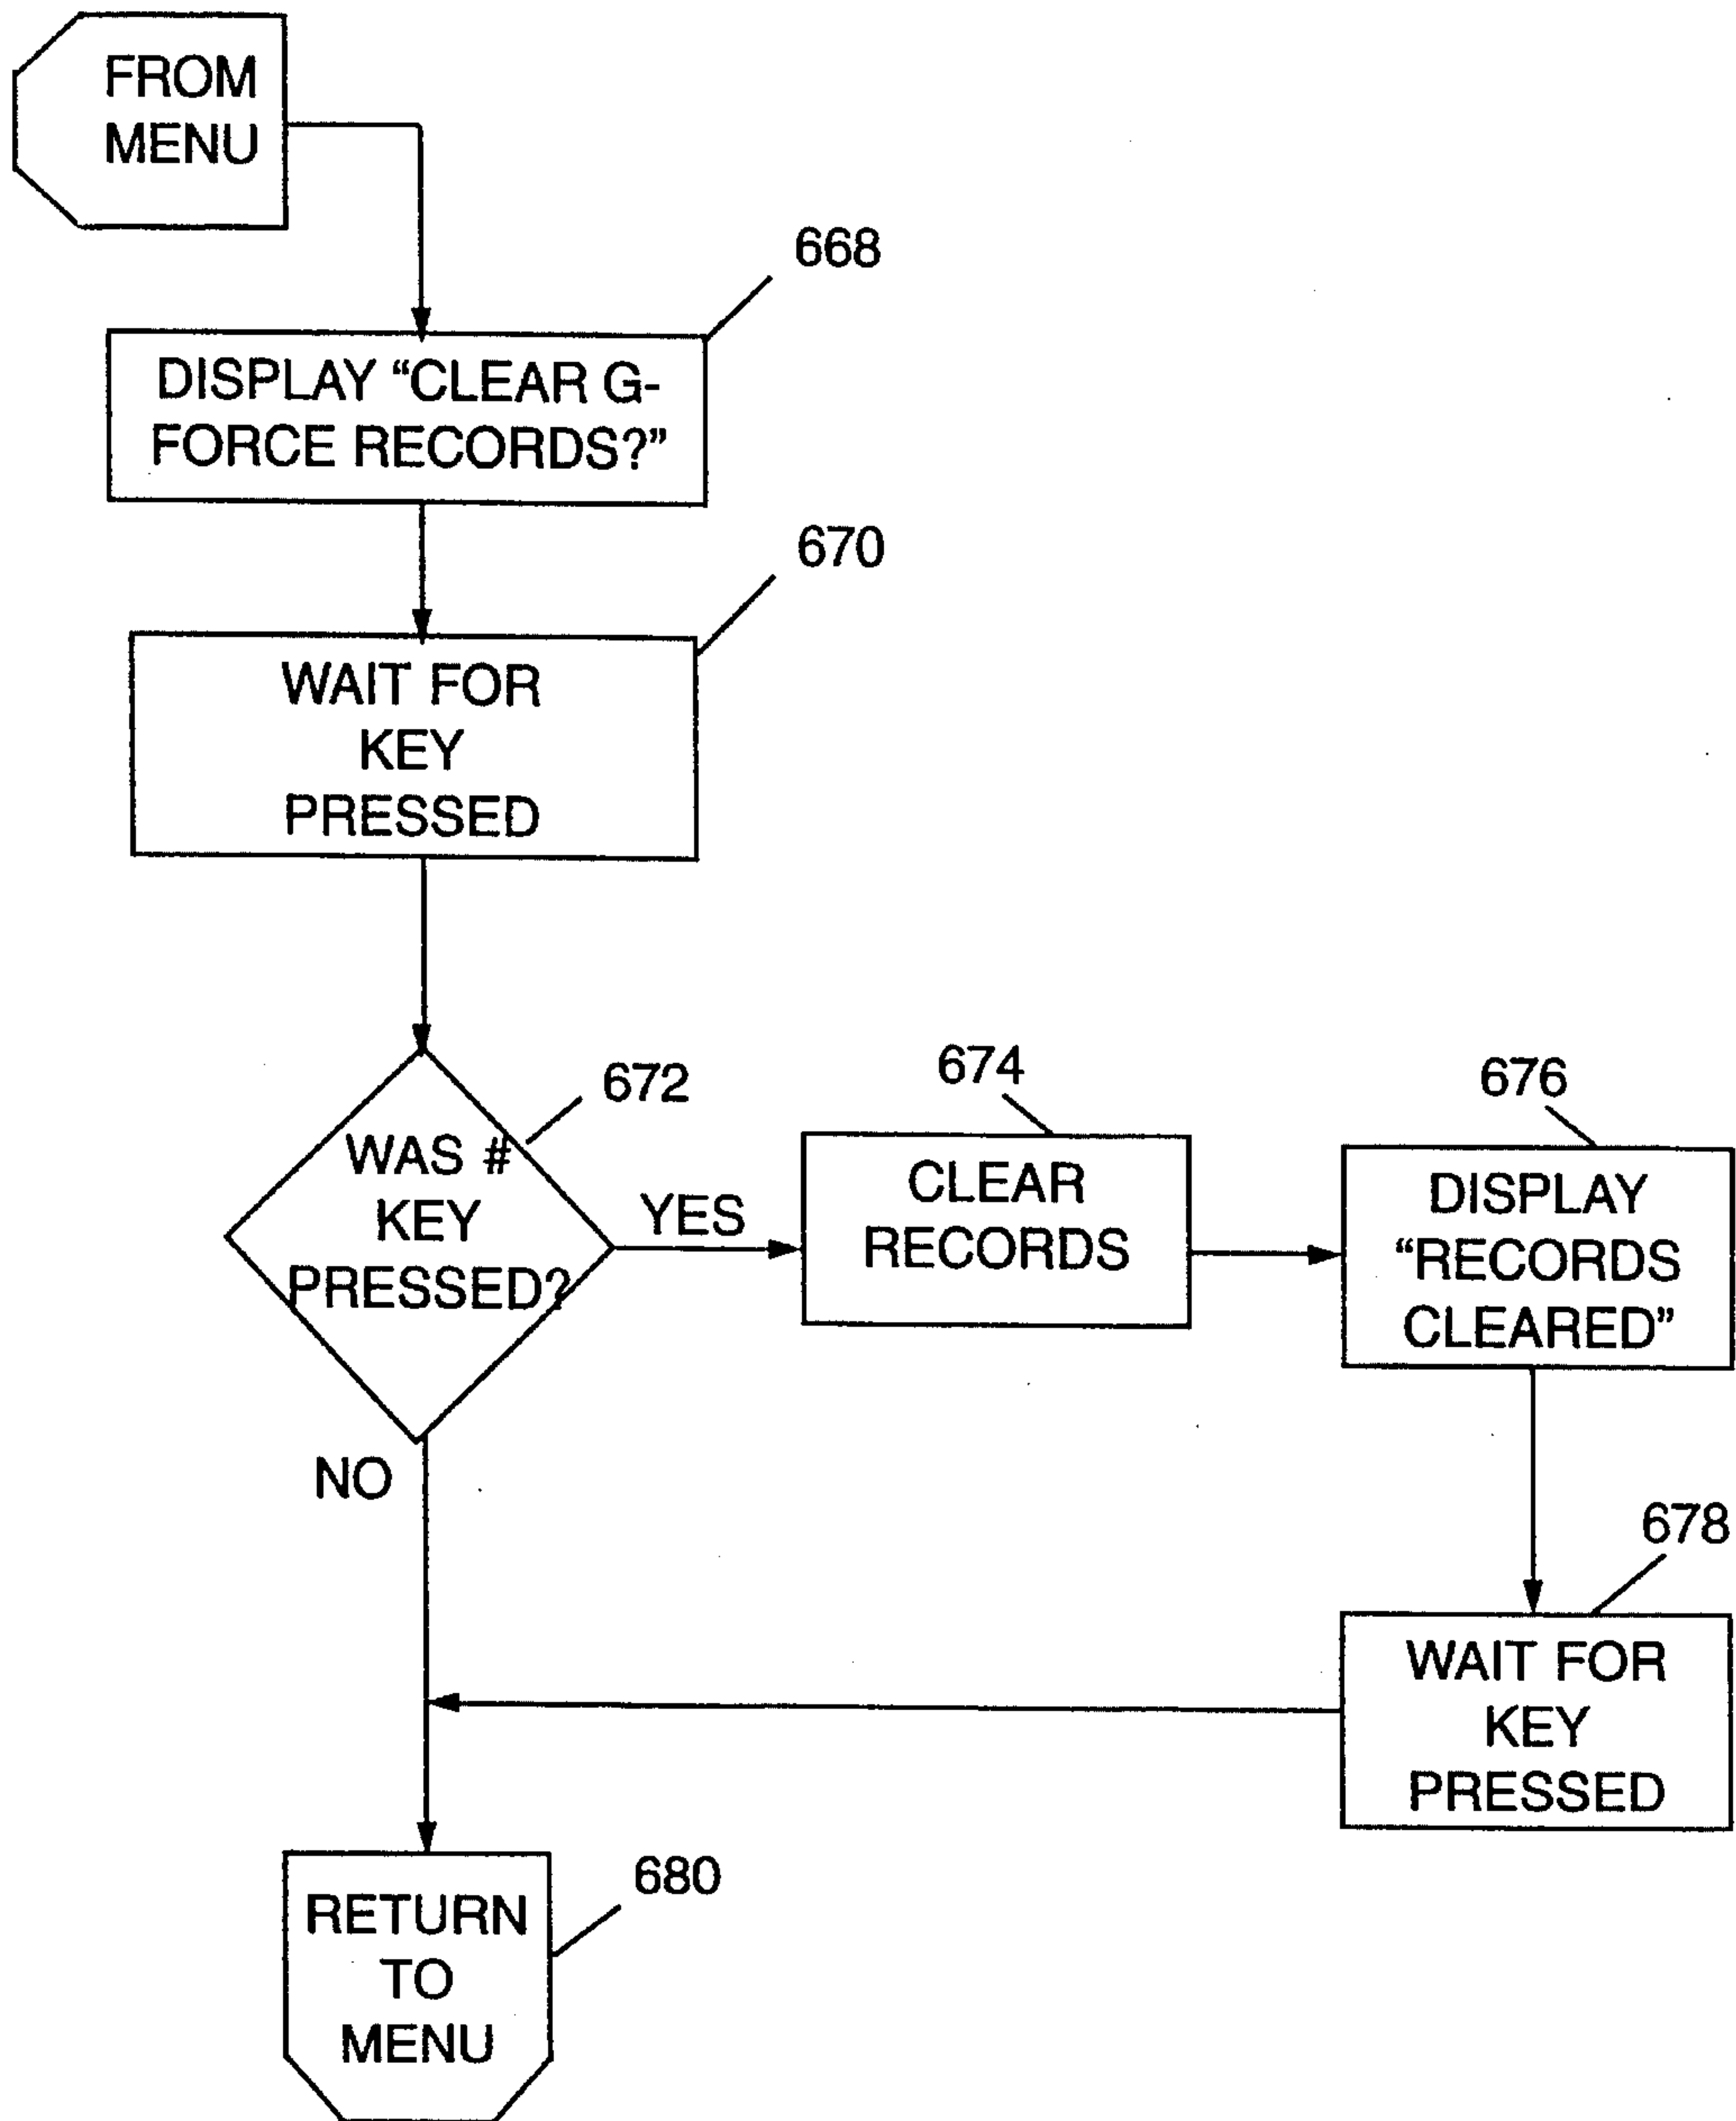 FROM
MENU
668
DISPLAY “CLEAR G-
FORCE RECORDS?”
670
WAIT FOR
KEY
PRESSED
672
WAS #
KEY
PRESSED?
YES
674
CLEAR
RECORDS
676
DISPLAY
“RECORDS
CLEARED”
NO
678
WAIT FOR
KEY
PRESSED
680
RETURN
TO
MENU